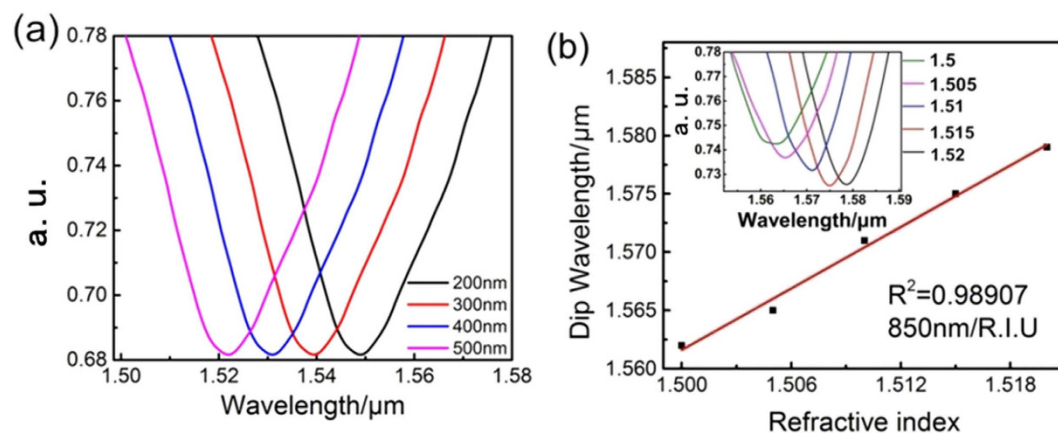 (a)
0.78
0.76
0.74
0.72
0.70
0.68
a. u.
1.50
1.52
1.54
1.56
1.58
Wavelength/μm
200nm
300nm
400nm
500nm
(b)
1.585
1.580
1.575
1.570
1.565
1.560
Dip Wavelength/μm
1.500
1.506
1.512
1.518
Refractive index
0.78
0.77
0.76
0.75
0.74
0.73
a. u.
1.56
1.57
1.58
1.59
Wavelength/μm
1.5
1.505
1.51
1.515
1.52
R²=0.98907
850nm/R.I.U